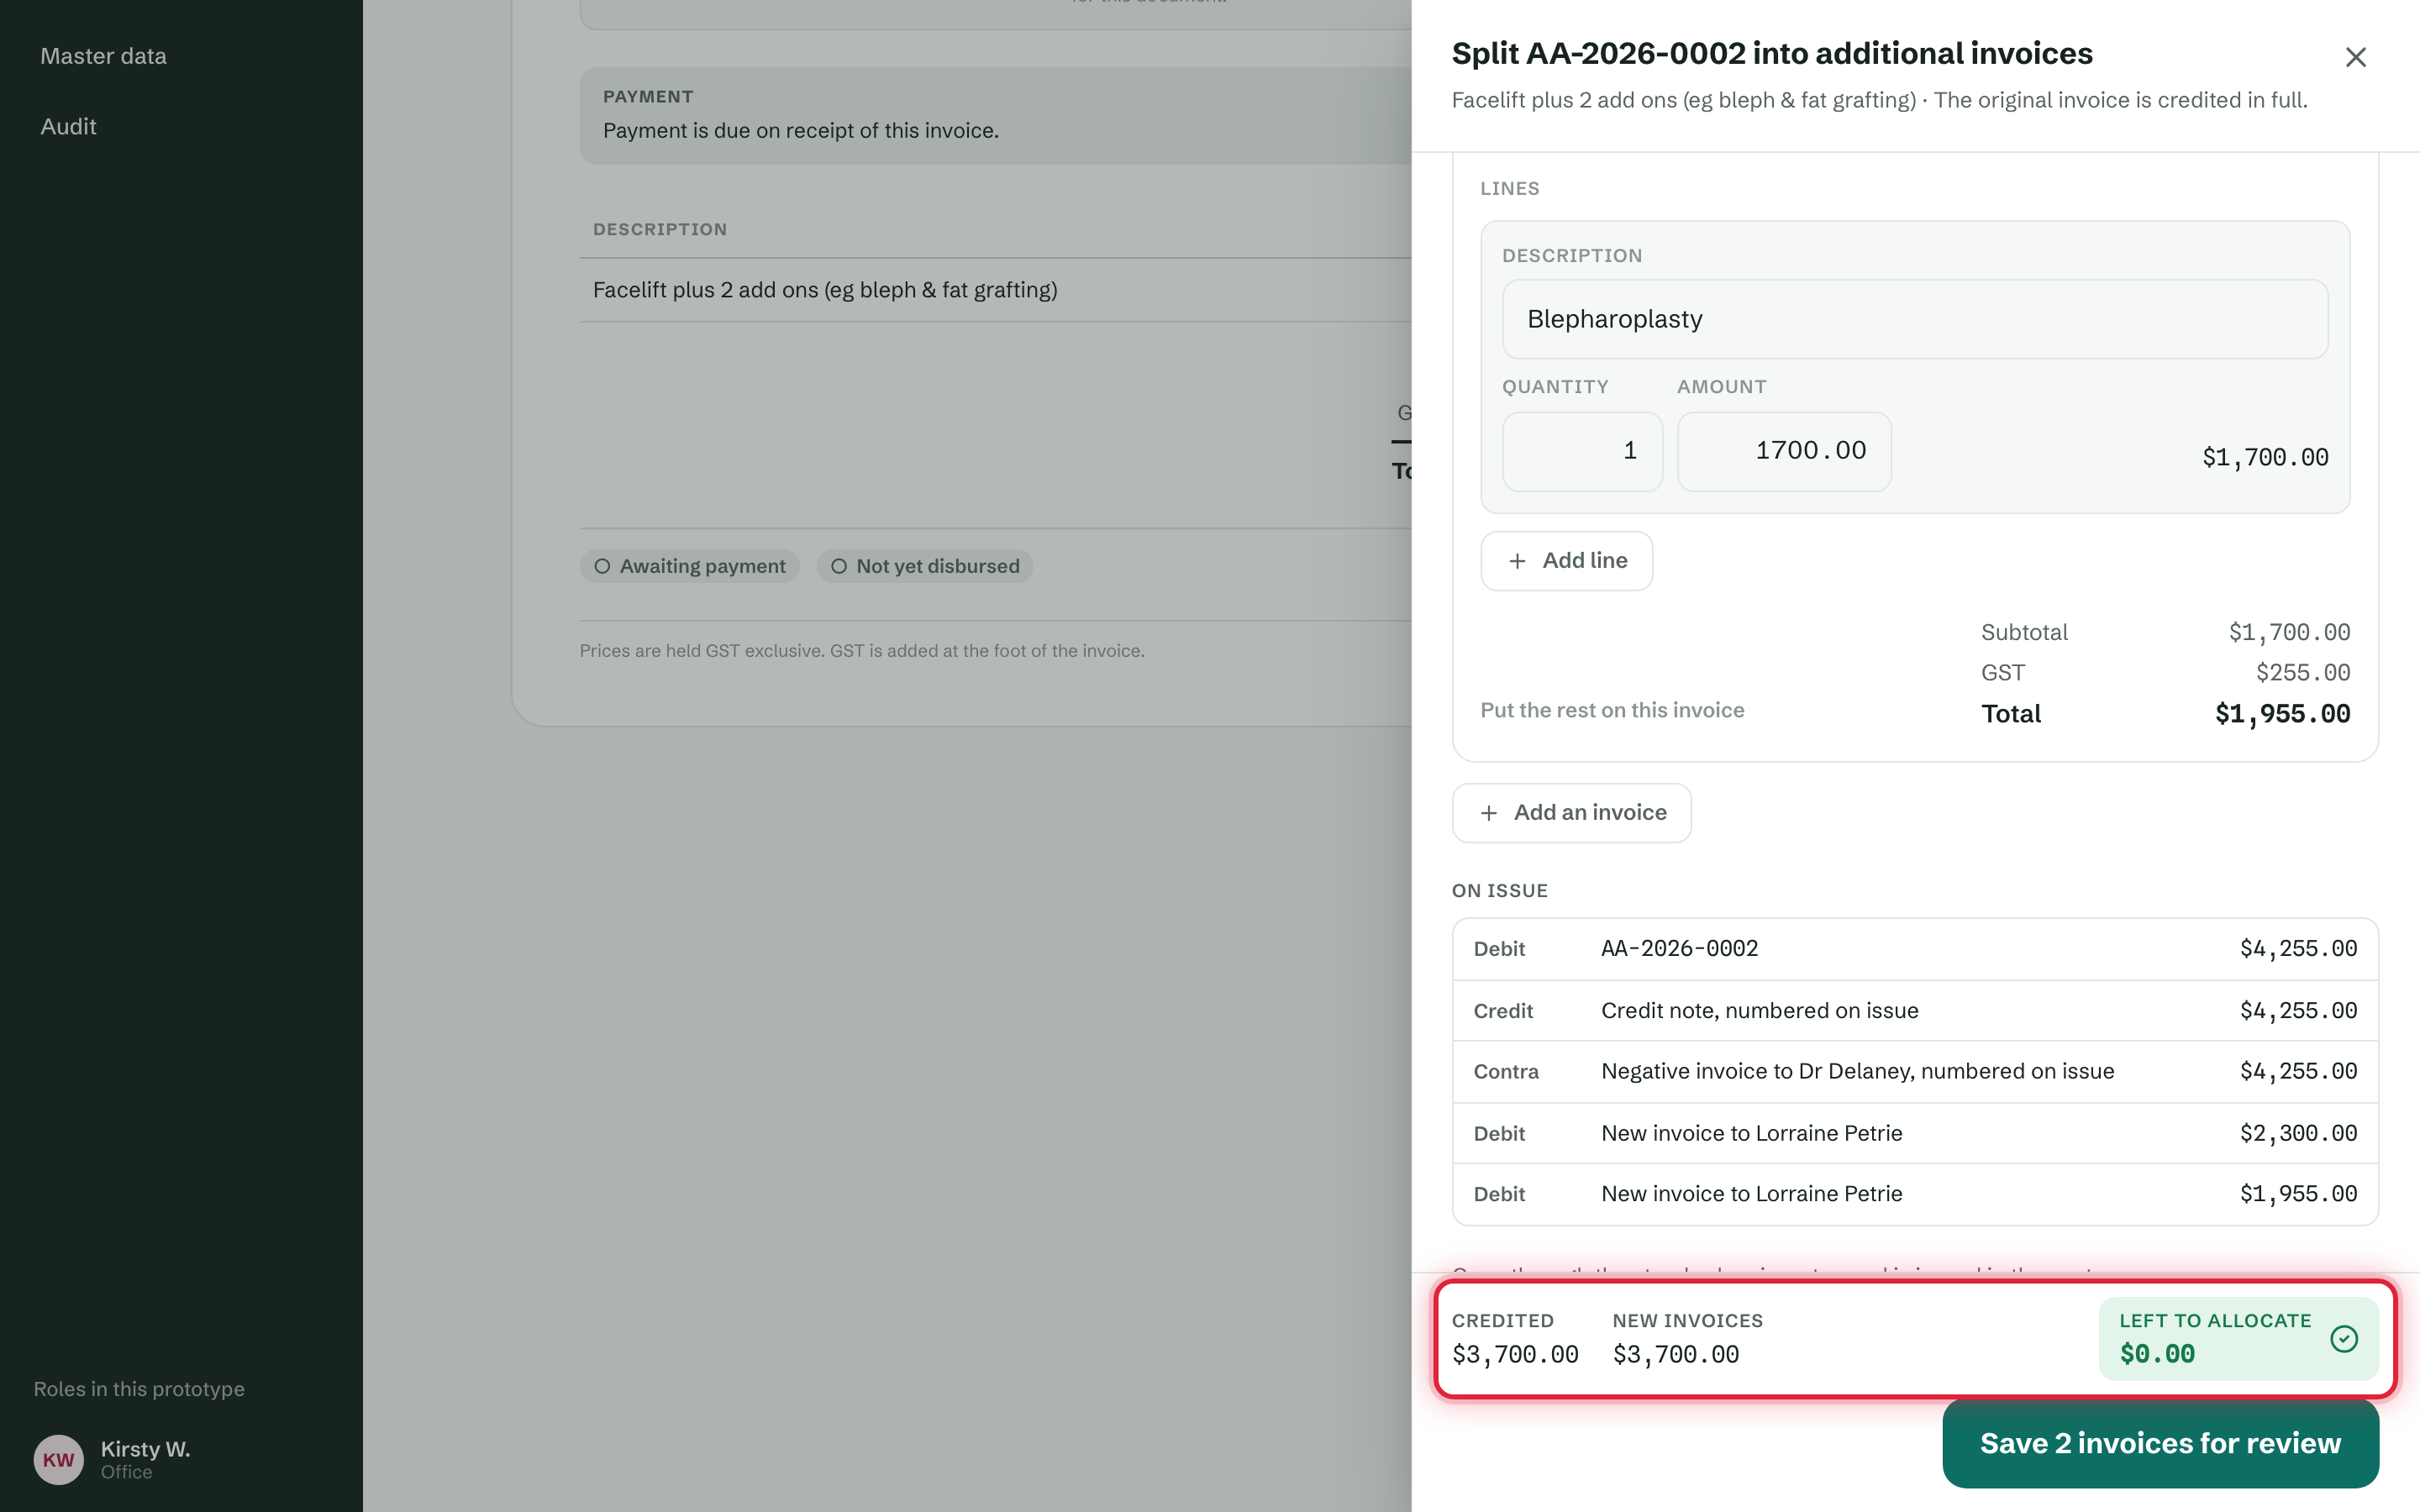 Master data
Audit
Roles in this prototype
KW
Kirsty W.
Office
for this document.
PAYMENT
Payment is due on receipt of this invoice.
DESCRIPTION
Facelift plus 2 add ons (eg bleph & fat grafting)
Awaiting payment
Not yet disbursed
Prices are held GST exclusive. GST is added at the foot of the invoice.
Split AA-2026-0002 into additional invoices
Facelift plus 2 add ons (eg bleph & fat grafting) · The original invoice is credited in full.
LINES
DESCRIPTION
Blepharoplasty
QUANTITY AMOUNT
1 1700.00 $1,700.00
+ Add line
Subtotal $1,700.00
GST $255.00
Put the rest on this invoice
Total $1,955.00
+ Add an invoice
ON ISSUE
Debit AA-2026-0002 $4,255.00
Credit Credit note, numbered on issue $4,255.00
Contra Negative invoice to Dr Delaney, numbered on issue $4,255.00
Debit New invoice to Lorraine Petrie $2,300.00
Debit New invoice to Lorraine Petrie $1,955.00
CREDITED NEW INVOICES LEFT TO ALLOCATE
$3,700.00 $3,700.00 $0.00
Save 2 invoices for review